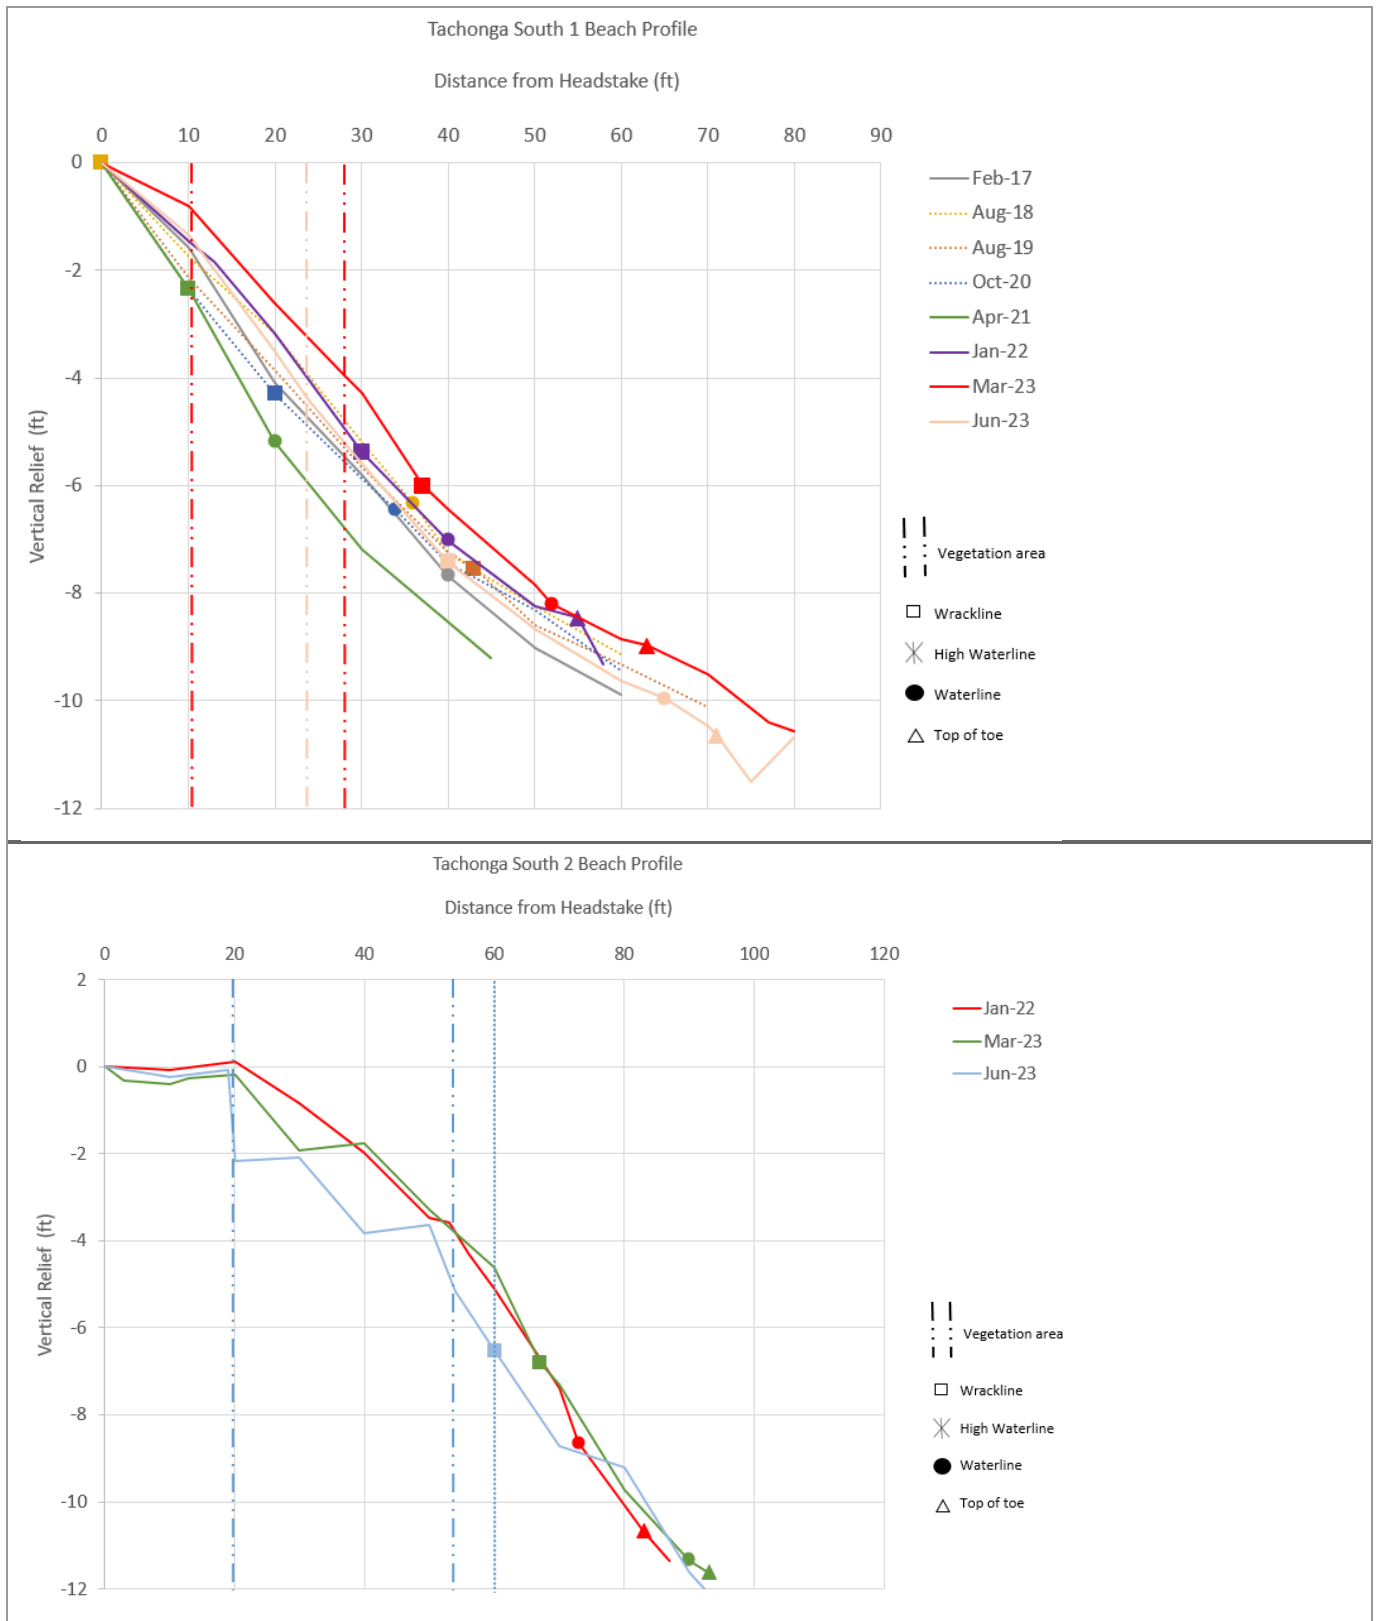 Tachonga South 1 Beach Profile
Distance from Headstake (ft)
0 10 20 30 40 50 60 70 80 90
0
-2
-4
-6
-8
-10
-12
Vertical Relief (ft)
Feb-17
Aug-18
Aug-19
Oct-20
Apr-21
Jan-22
Mar-23
Jun-23
Vegetation area
Wrackline
High Waterline
Waterline
Top of toe
Tachonga South 2 Beach Profile
Distance from Headstake (ft)
0 20 40 60 80 100 120
2
0
-2
-4
-6
-8
-10
-12
Vertical Relief (ft)
Jan-22
Mar-23
Jun-23
Vegetation area
Wrackline
High Waterline
Waterline
Top of toe